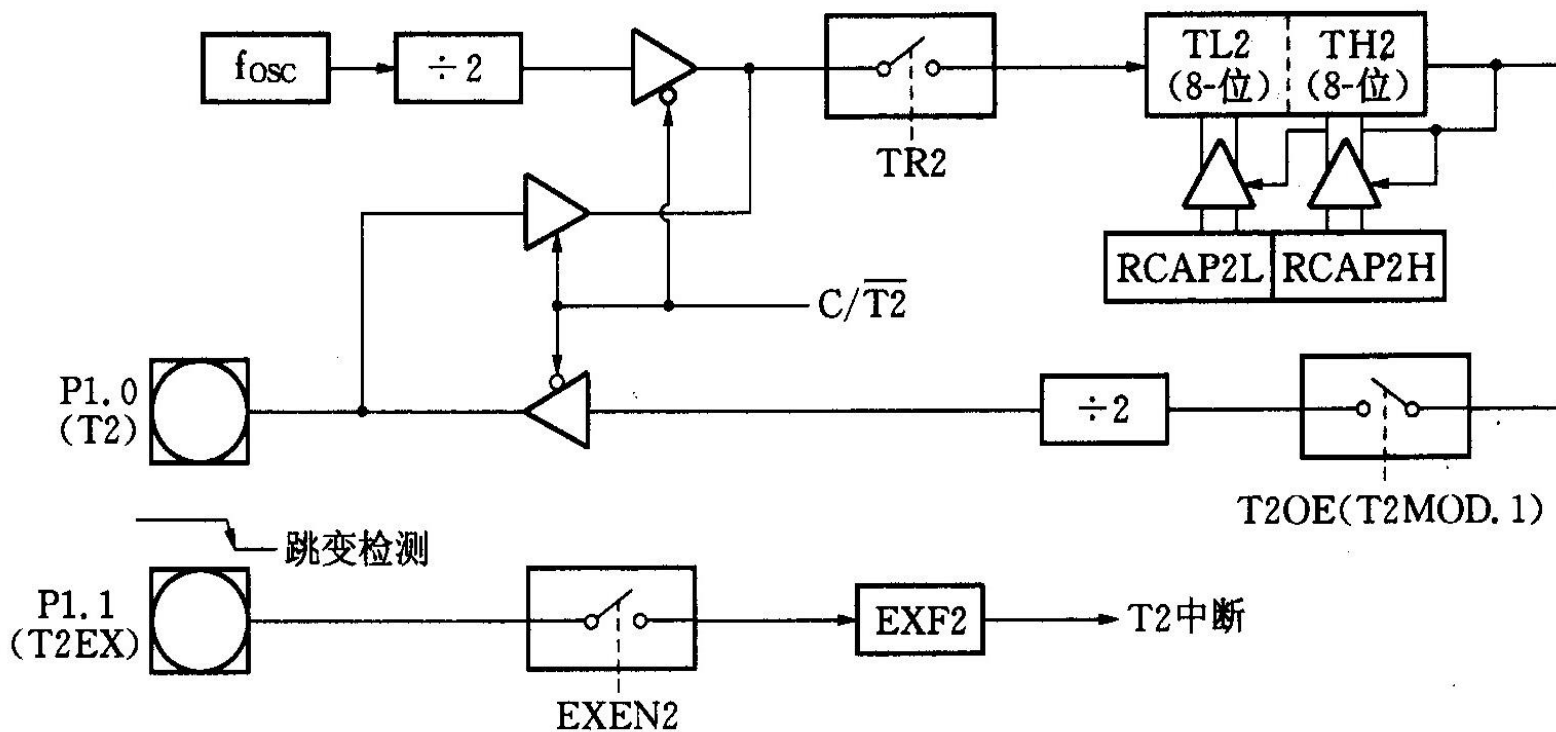 fosc
÷2
TR2
TL2
(8-位)
TH2
(8-位)
RCAP2L
RCAP2H
C/T2
P1.0
(T2)
÷2
T2OE(T2MOD.1)
跳变检测
P1.1
(T2EX)
EXEN2
EXF2
T2中断